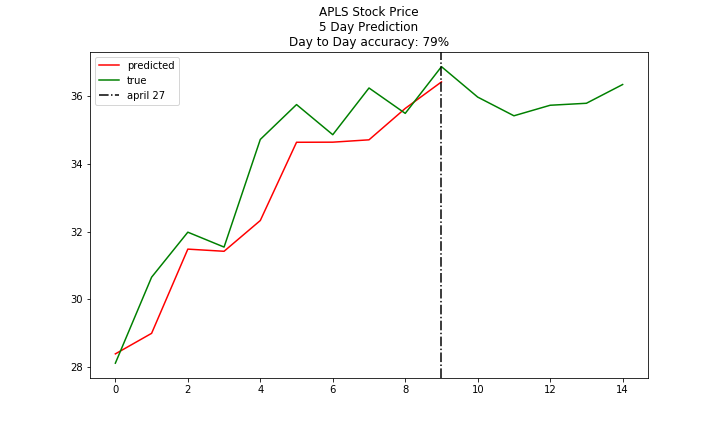 APLS Stock Price
5 Day Prediction
Day to Day accuracy: 79%
predicted
true
april 27
36
34
32
30
28
0 2 4 6 8 10 12 14